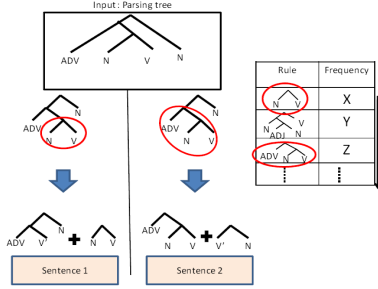 Input: Parsing tree
ADV N V N
Rule Frequency
N V X
N V Y
ADJ N
ADV N V Z
N
ADV
N V
N
ADV
N V
N
ADV V' + N V
ADV N
N V + V' N
Sentence 1
Sentence 2